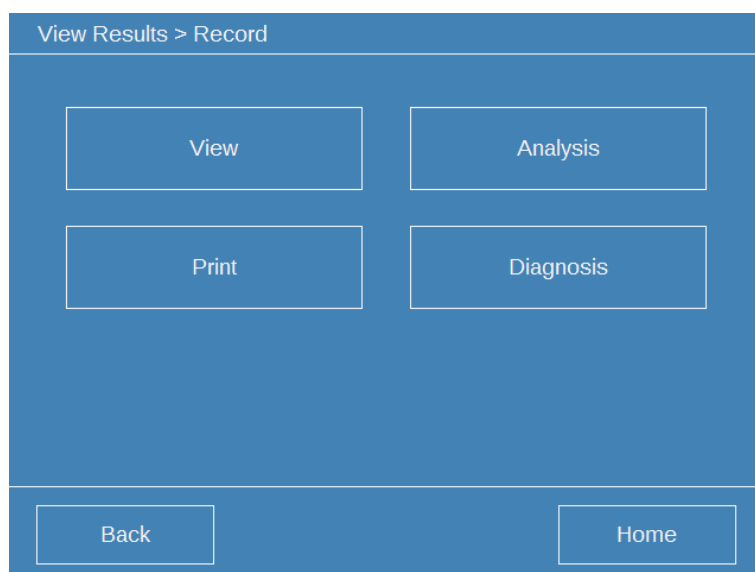 View Results > Record
View
Analysis
Print
Diagnosis
Back
Home